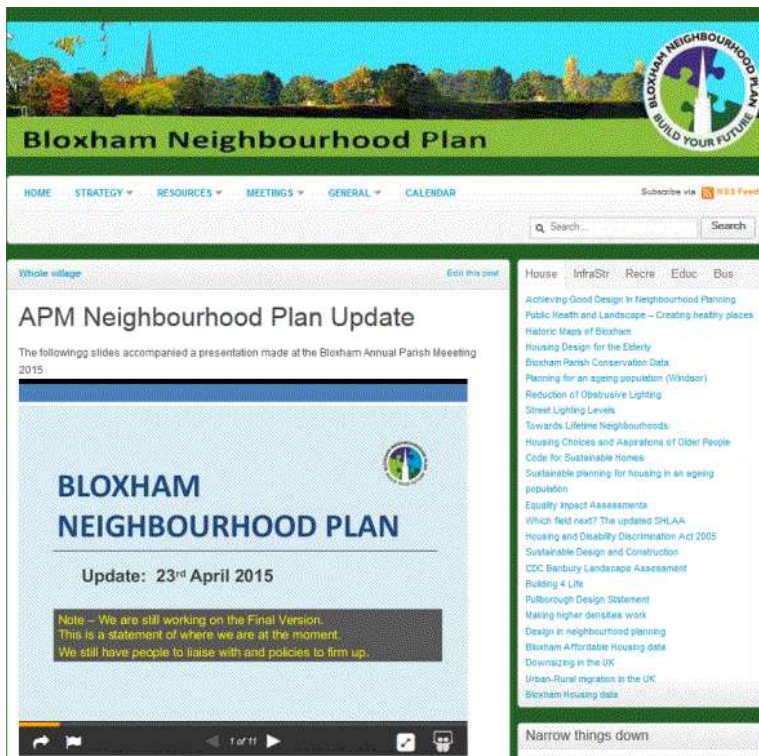 BLOXHAM NEIGHBOURHOOD PLAN
BUILD YOUR FUTURE
Bloxham Neighbourhood Plan
HOME STRATEGY RESOURCES MEETINGS GENERAL CALENDAR
Subscribe via RSS Feed
Search...
Search
Whole village
Edit this post
APM Neighbourhood Plan Update
The followingg slides accompanied a presentation made at the Bloxham Annual Parish Meeeting
2015
BLOXHAM
NEIGHBOURHOOD PLAN
Update: 23rd April 2015
Note – We are still working on the Final Version.
This is a statement of where we are at the moment.
We still have people to liaise with and policies to firm up.
1 of 11
House InfraStr Recre Educ Bus
Achieving Good Design in Neighbourhood Planning
Public Health and Landscape – Creating healthy places
Historic Maps of Bloxham
Housing Design for the Elderly
Bloxham Parish Conservation Data
Planning for an ageing population (Windsor)
Reduction of Obstrusive Lighting
Street Lighting Levels
Towards Lifetime Neighbourhoods
Housing Choices and Aspirations of Older People
Code for Sustainable Homes
Sustainable planning for housing in an ageing
population
Equality Impact Assessments
Which field next? The updated SHLAA
Housing and Disability Discrimination Act 2005
Sustainable Design and Construction
CDC Banbury Landscape Assessment
Building 4 Life
Pullborough Design Statement
Making higher densities work
Design in neighbourhood planning
Bloxham Affordable Housing data
Downsizing in the UK
Urban-Rural migration in the UK
Bloxham Housing data
Narrow things down